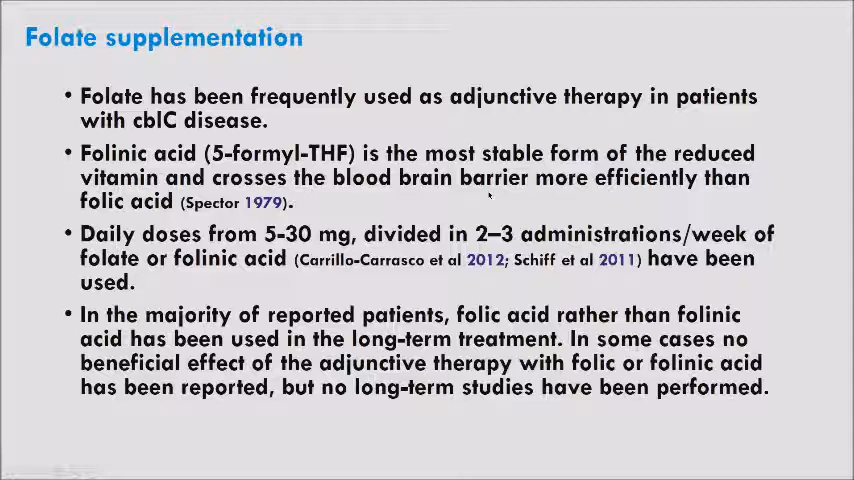 Folate supplementation
• Folate has been frequently used as adjunctive therapy in patients
with cblC disease.
• Folinic acid (5-formyl-THF) is the most stable form of the reduced
vitamin and crosses the blood brain barrier more efficiently than
folic acid (Spector 1979).
• Daily doses from 5-30 mg, divided in 2–3 administrations/week of
folate or folinic acid (Carrillo-Carrasco et al 2012; Schiff et al 2011) have been
used.
• In the majority of reported patients, folic acid rather than folinic
acid has been used in the long-term treatment. In some cases no
beneficial effect of the adjunctive therapy with folic or folinic acid
has been reported, but no long-term studies have been performed.